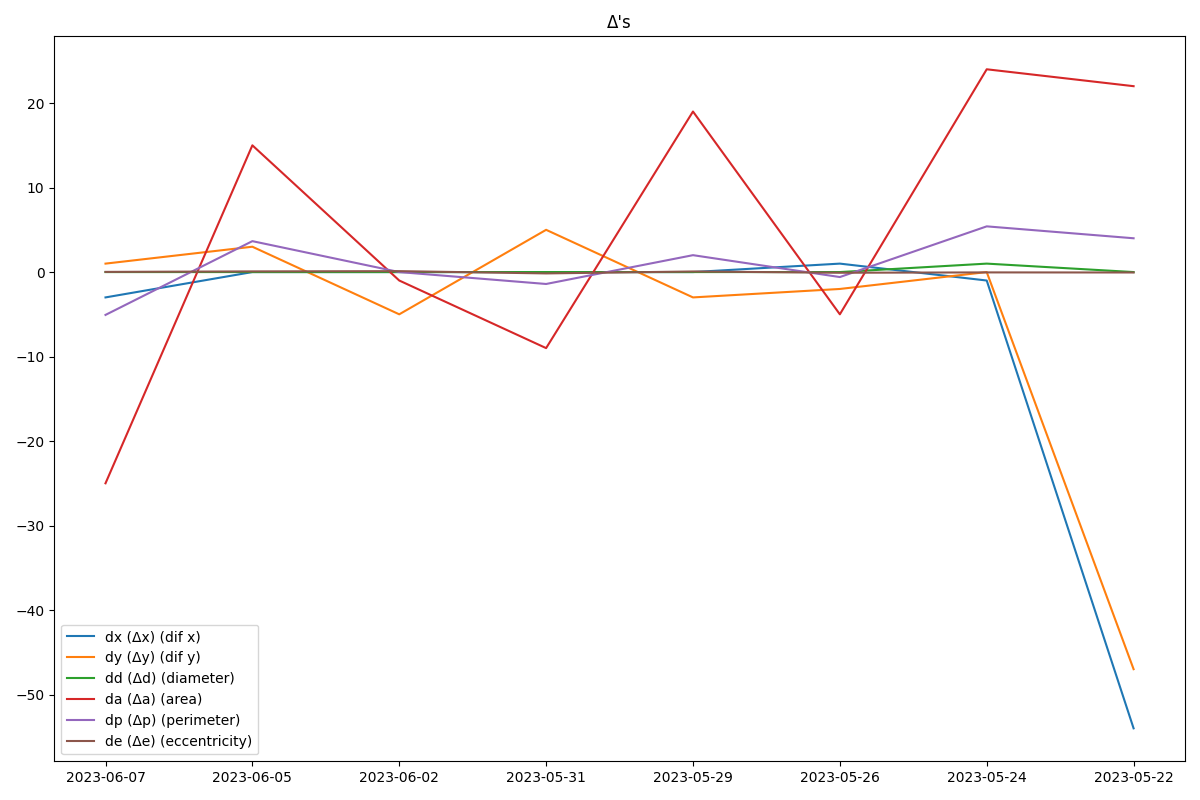 Δ's
20
10
0
−10
−20
−30
−40
−50
dx (Δx) (dif x)
dy (Δy) (dif y)
dd (Δd) (diameter)
da (Δa) (area)
dp (Δp) (perimeter)
de (Δe) (eccentricity)
2023-06-07 2023-06-05 2023-06-02 2023-05-31 2023-05-29 2023-05-26 2023-05-24 2023-05-22